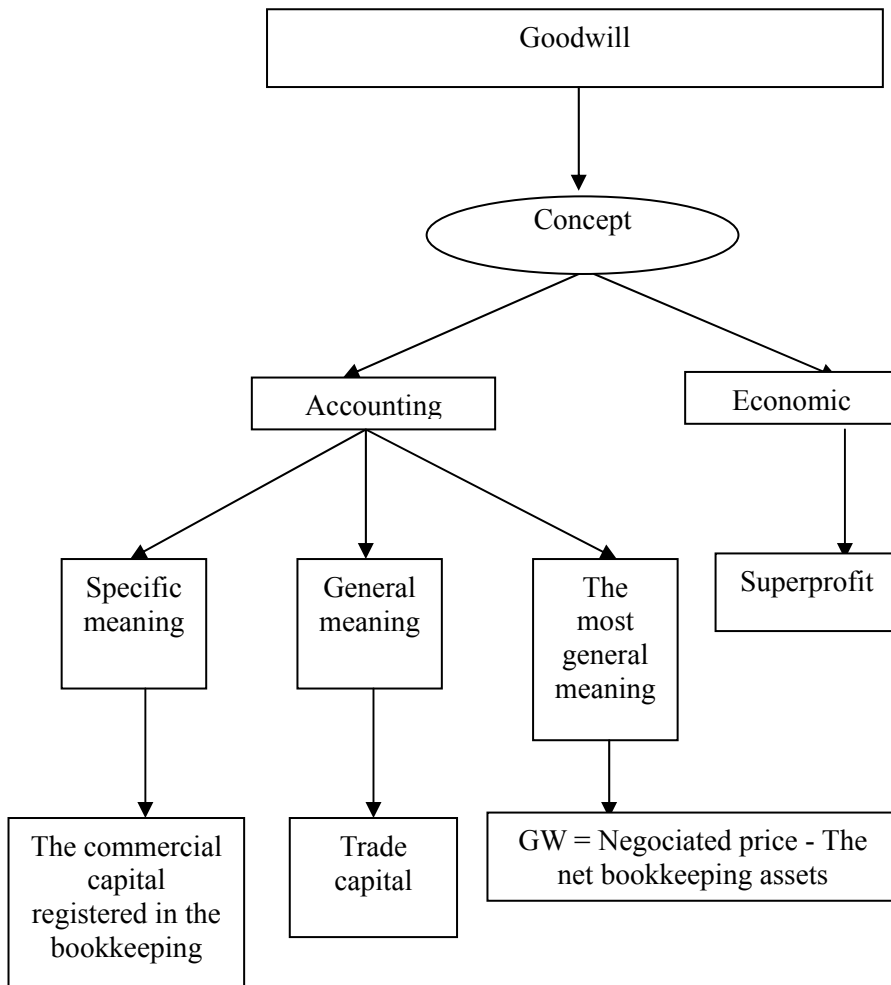 Goodwill
Concept
Accounting
Economic
Specific
meaning
General
meaning
The
most
general
meaning
Superprofit
The commercial
capital
registered in the
bookkeeping
Trade
capital
GW = Negociated price - The
net bookkeeping assets